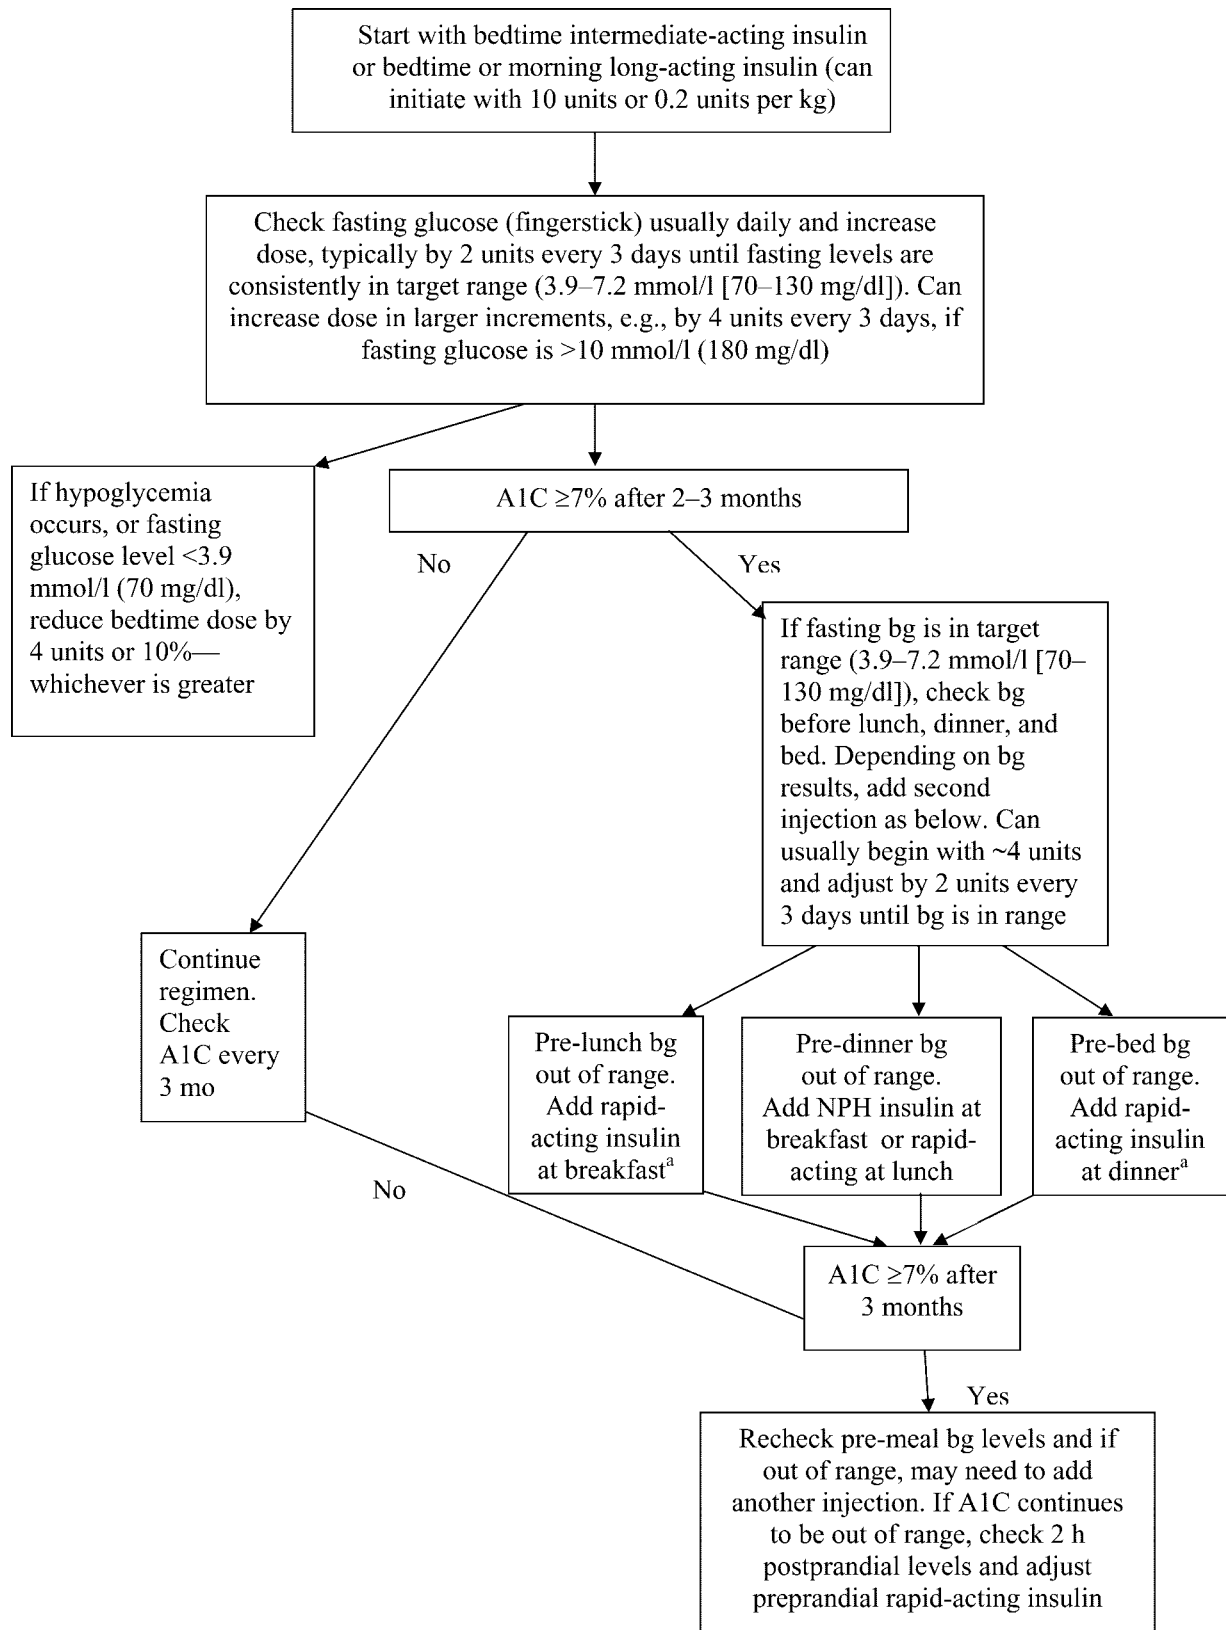 Start with bedtime intermediate-acting insulin
or bedtime or morning long-acting insulin (can
initiate with 10 units or 0.2 units per kg)
Check fasting glucose (fingerstick) usually daily and increase
dose, typically by 2 units every 3 days until fasting levels are
consistently in target range (3.9–7.2 mmol/l [70–130 mg/dl]). Can
increase dose in larger increments, e.g., by 4 units every 3 days, if
fasting glucose is >10 mmol/l (180 mg/dl)
If hypoglycemia
occurs, or fasting
glucose level <3.9
mmol/l (70 mg/dl),
reduce bedtime dose by
4 units or 10%—
whichever is greater
A1C ≥7% after 2–3 months
No
Yes
If fasting bg is in target
range (3.9–7.2 mmol/l [70–
130 mg/dl]), check bg
before lunch, dinner, and
bed. Depending on bg
results, add second
injection as below. Can
usually begin with ~4 units
and adjust by 2 units every
3 days until bg is in range
Continue
regimen.
Check
A1C every
3 mo
Pre-lunch bg
out of range.
Add rapid-
acting insulin
at breakfastᵃ
Pre-dinner bg
out of range.
Add NPH insulin at
breakfast or rapid-
acting at lunch
Pre-bed bg
out of range.
Add rapid-
acting insulin
at dinnerᵃ
No
A1C ≥7% after
3 months
Yes
Recheck pre-meal bg levels and if
out of range, may need to add
another injection. If A1C continues
to be out of range, check 2 h
postprandial levels and adjust
preprandial rapid-acting insulin